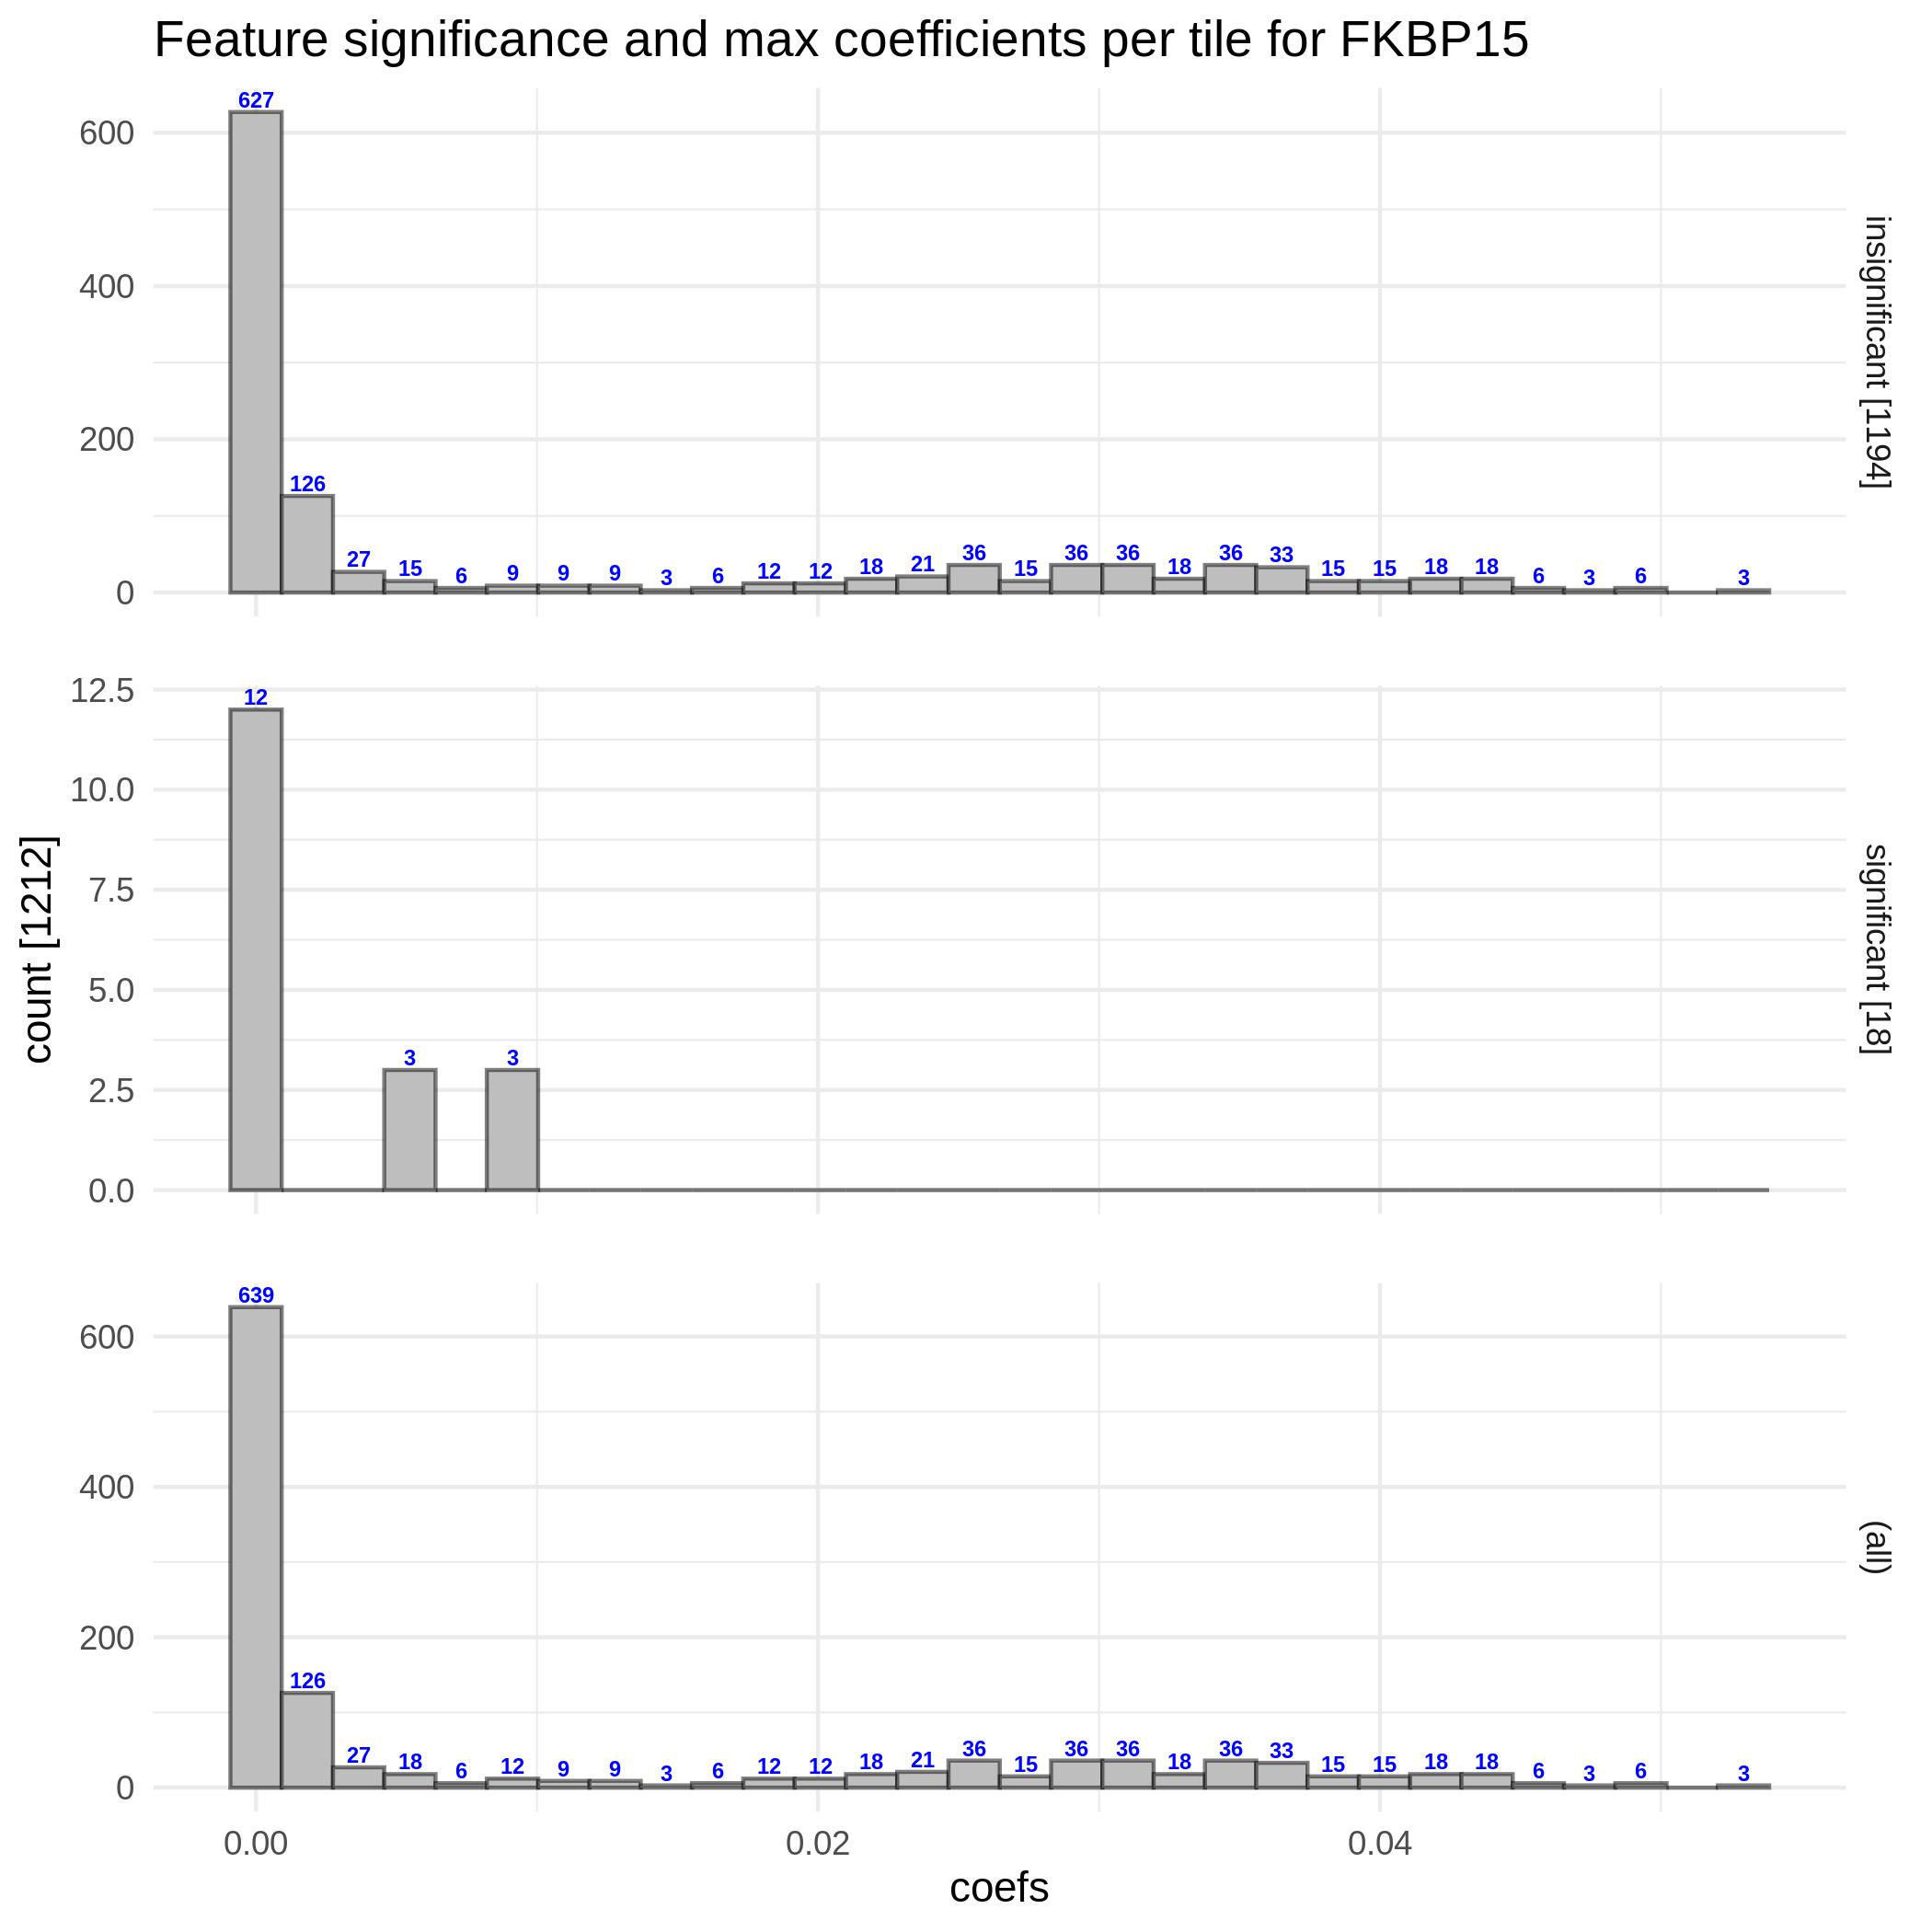 Feature significance and max coefficients per tile for FKBP15
627
600
400
200
126
27 15 6 9 9 9 3 6 12 12 18 21 36 15 36 36 18 36 33 15 15 18 18 6 3 6 3
0
insignificant [1194]
12.5
12
10.0
7.5
5.0
3 3
2.5
0.0
significant [18]
count [1212]
639
600
400
200
126
27 18 6 12 9 9 3 6 12 12 18 21 36 15 36 36 18 36 33 15 15 18 18 6 3 6 3
0
(all)
0.00 0.02 0.04
coefs